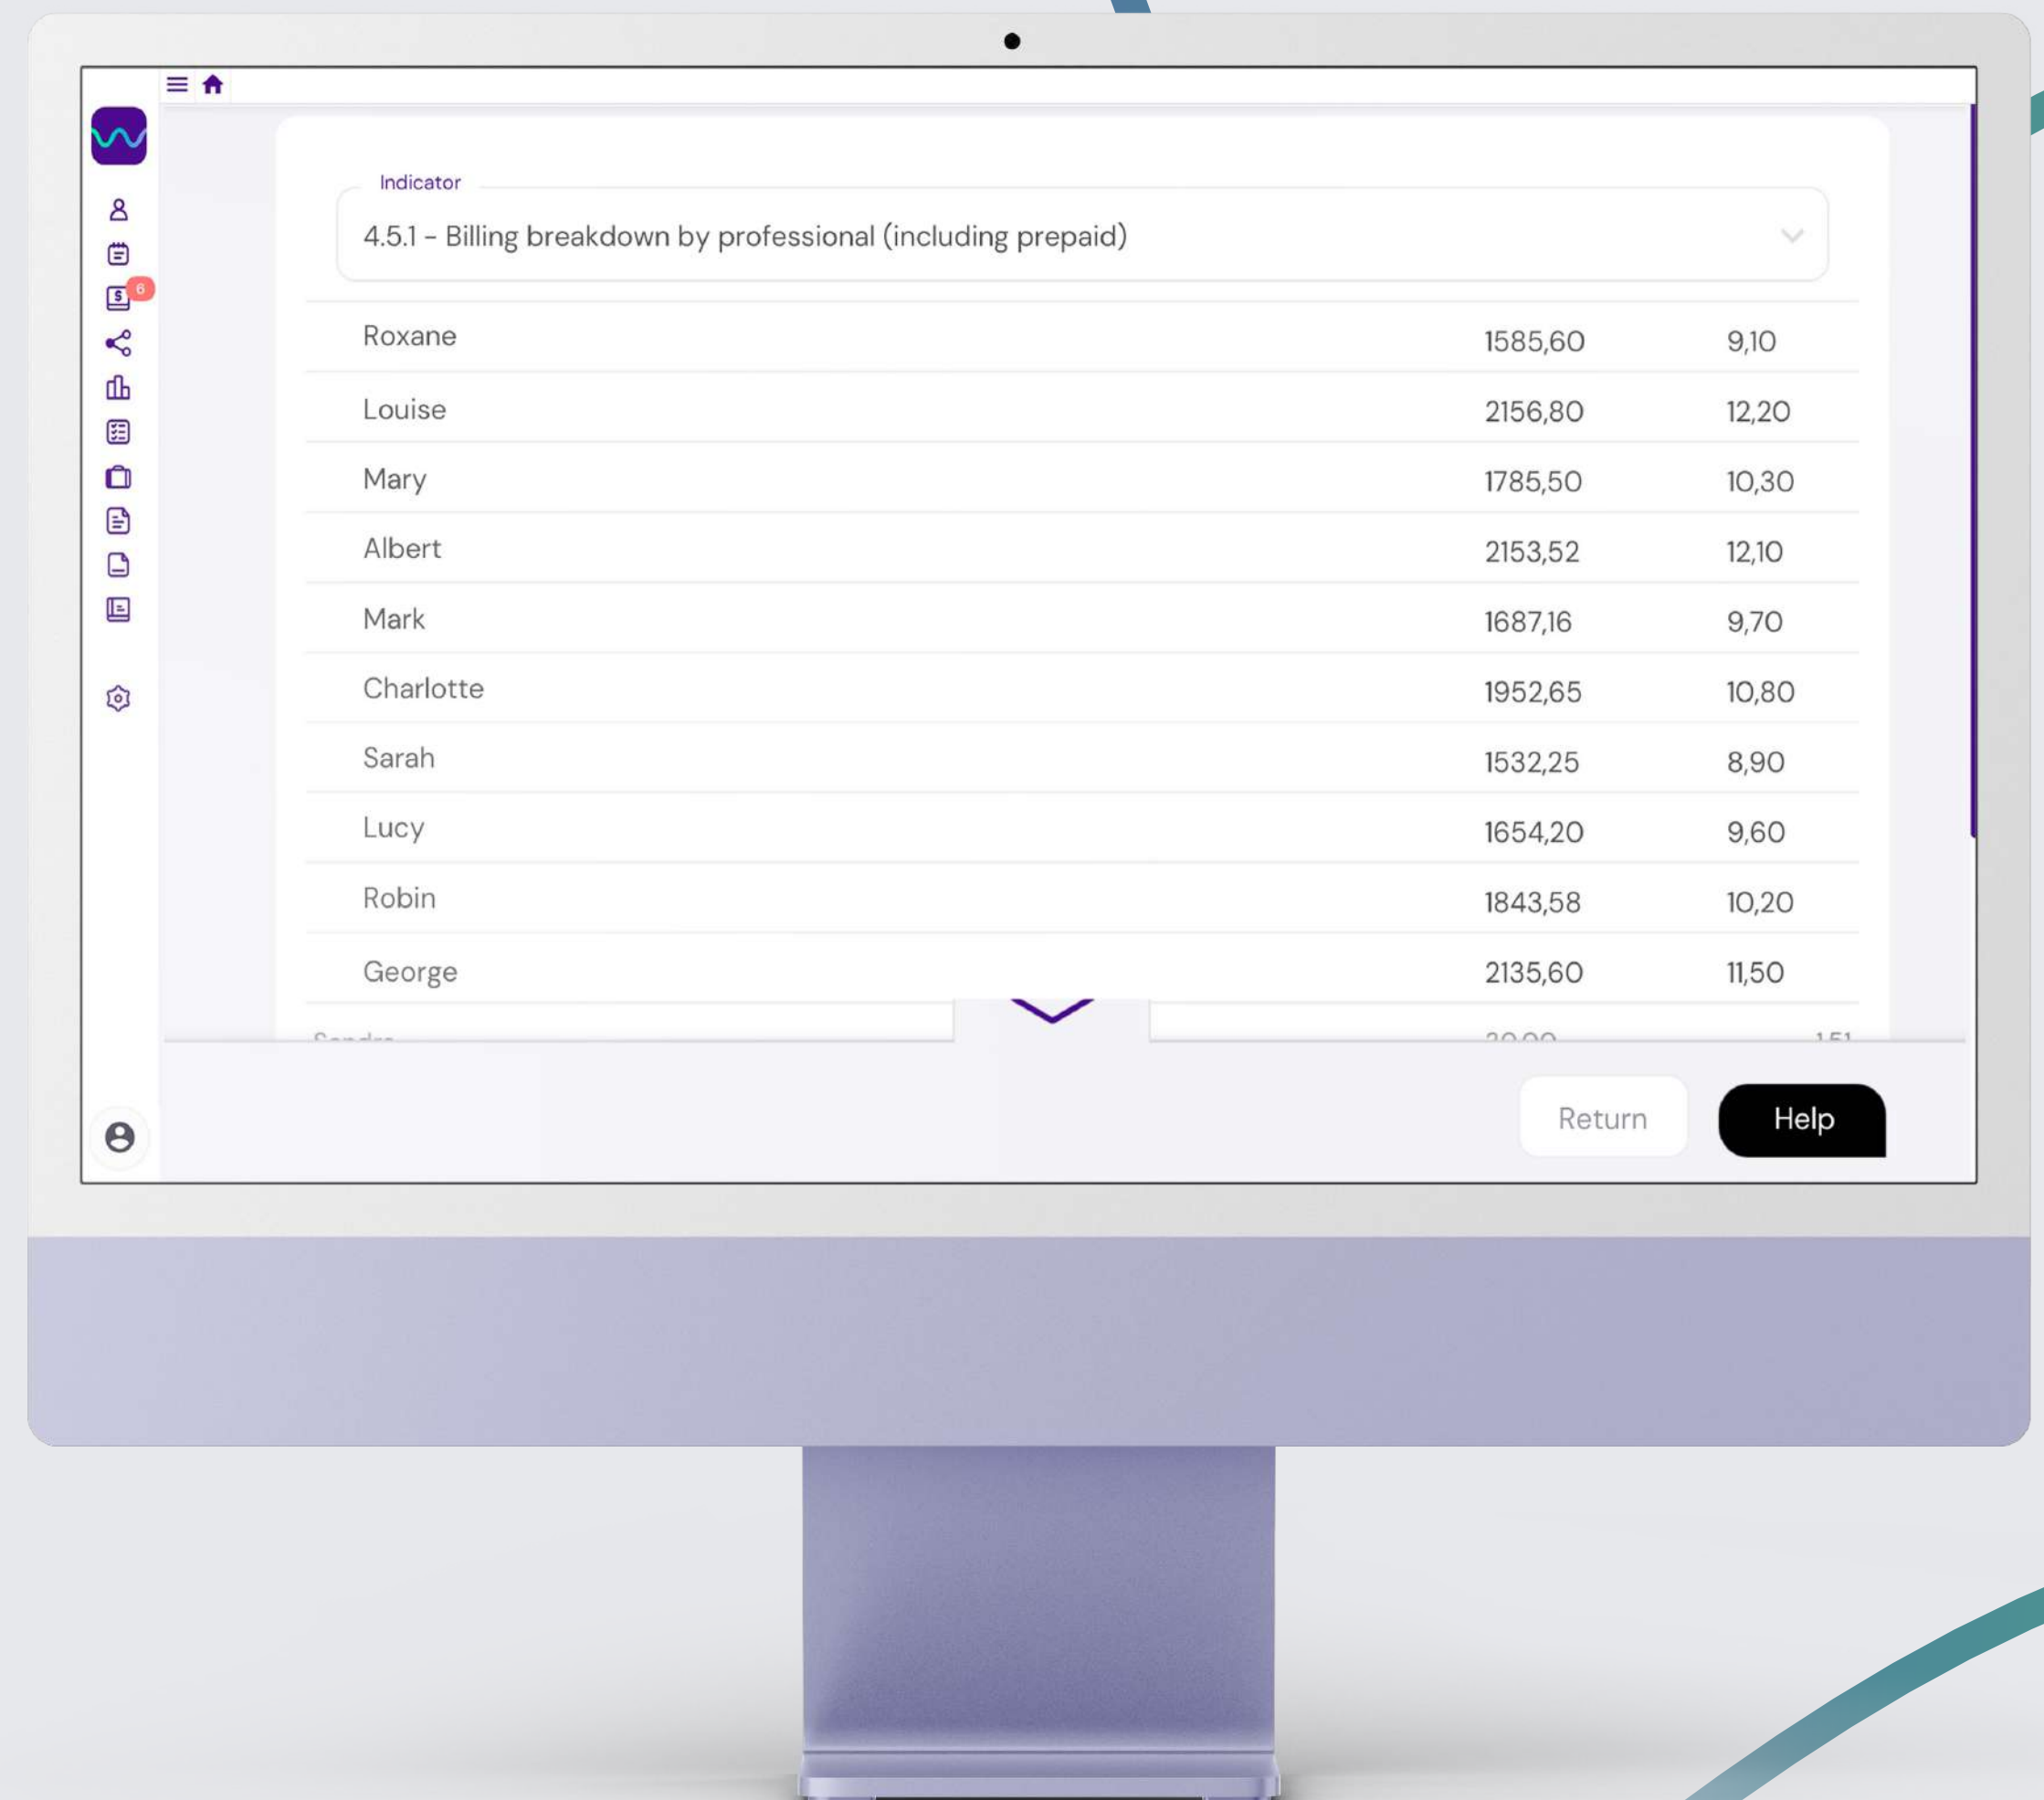 Indicator
4.5.1 - Billing breakdown by professional (including prepaid)
6
Roxane 1585,60 9,10
Louise 2156,80 12,20
Mary 1785,50 10,30
Albert 2153,52 12,10
Mark 1687,16 9,70
Charlotte 1952,65 10,80
Sarah 1532,25 8,90
Lucy 1654,20 9,60
Robin 1843,58 10,20
George 2135,60 11,50
Return Help